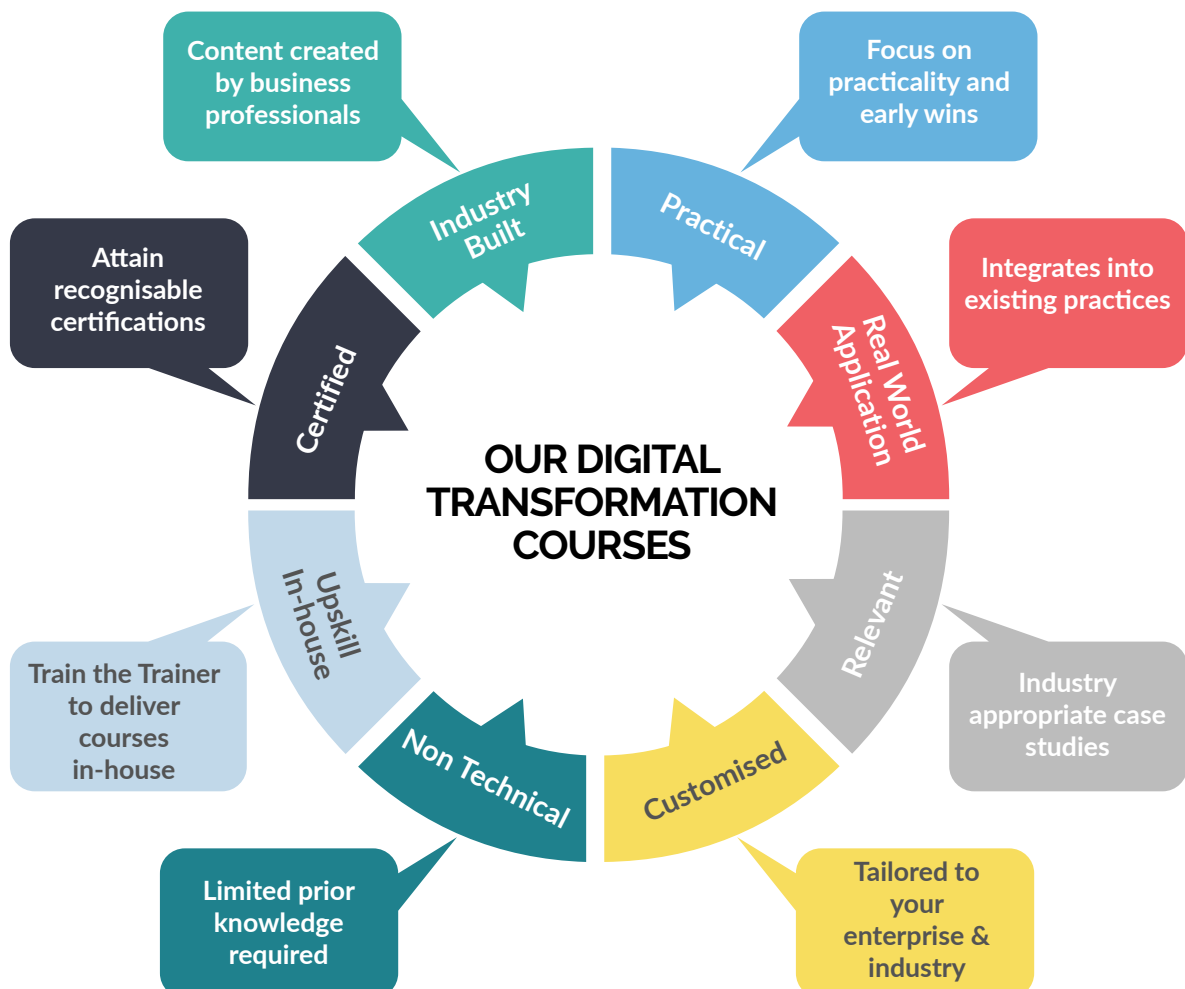 Content created
by business
professionals
Focus on
practicality and
early wins
Industry
Built
Practical
Attain
recognisable
certifications
Certified
Real World
Application
Integrates into
existing practices
OUR DIGITAL
TRANSFORMATION
COURSES
Upskill
In-house
Relevant
Train the Trainer
to deliver
courses
in-house
Industry
appropriate case
studies
Non Technical
Customised
Limited prior
knowledge
required
Tailored to
your
enterprise &
industry